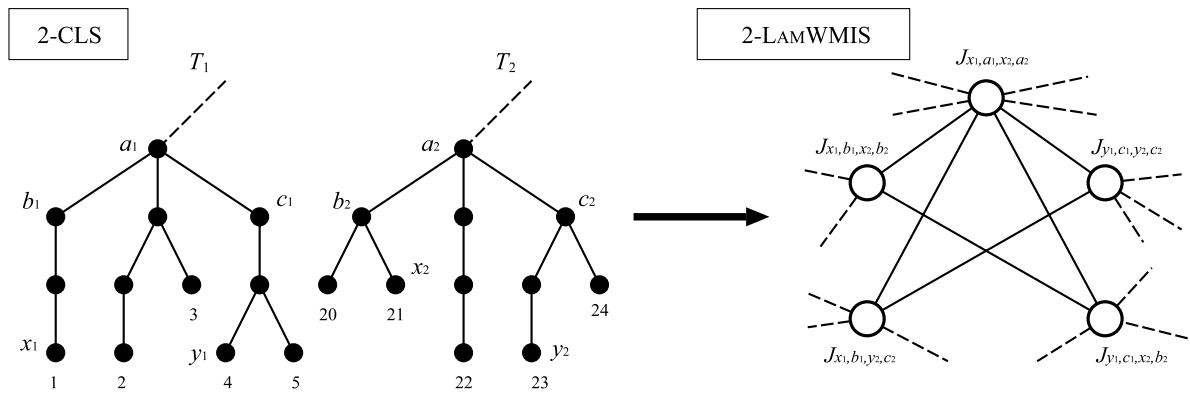 2-CLS
2-LAMWMIS
T1
T2
Jx1,a1,x2,a2
a1
a2
Jx1,b1,x2,b2
Jy1,c1,y2,c2
b1
c1
b2
c2
x2
3
20
21
24
x1
y1
y2
Jx1,b1,y2,c2
Jy1,c1,x2,b2
1
2
4
5
22
23